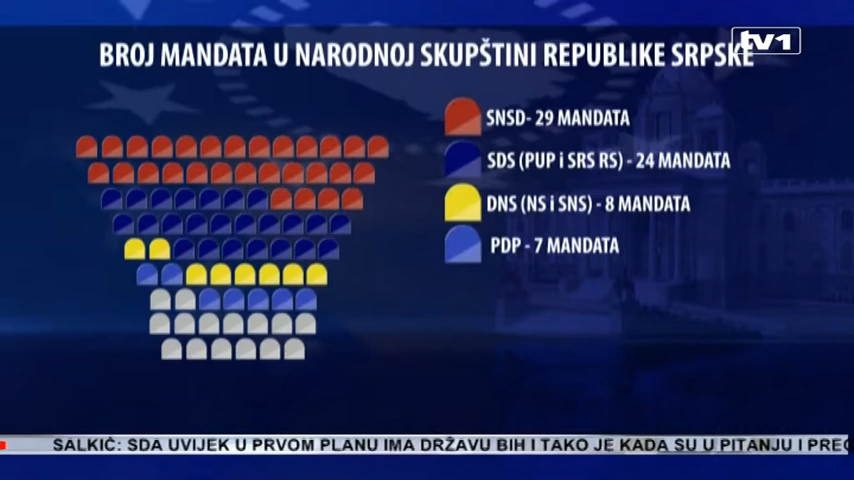 tv1
BROJ MANDATA U NARODNOJ SKUPŠTINI REPUBLIKE SRPSKE
SNSD- 29 MANDATA
SDS (PUP i SRS RS) - 24 MANDATA
DNS (NS i SNS) - 8 MANDATA
PDP - 7 MANDATA
SALKIĆ: SDA UVIJEK U PRVOM PLANU IMA DRŽAVU BIH I TAKO JE KADA SU U PITANJU I